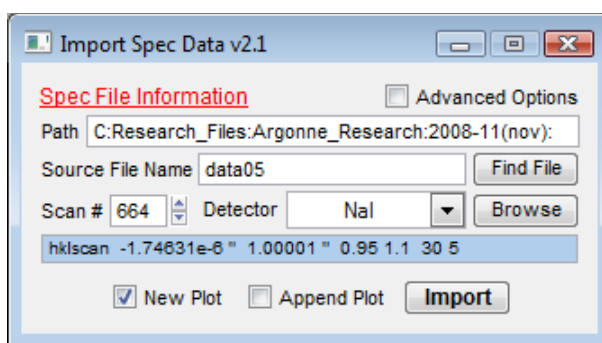 Import Spec Data v2.1
Spec File Information Advanced Options
Path C:Research_Files:Argonne_Research:2008-11(nov):
Source File Name data05 Find File
Scan # 664 Detector NaI Browse
hklscan -1.74631e-6 " 1.00001 " 0.95 1.1 30 5
New Plot Append Plot Import